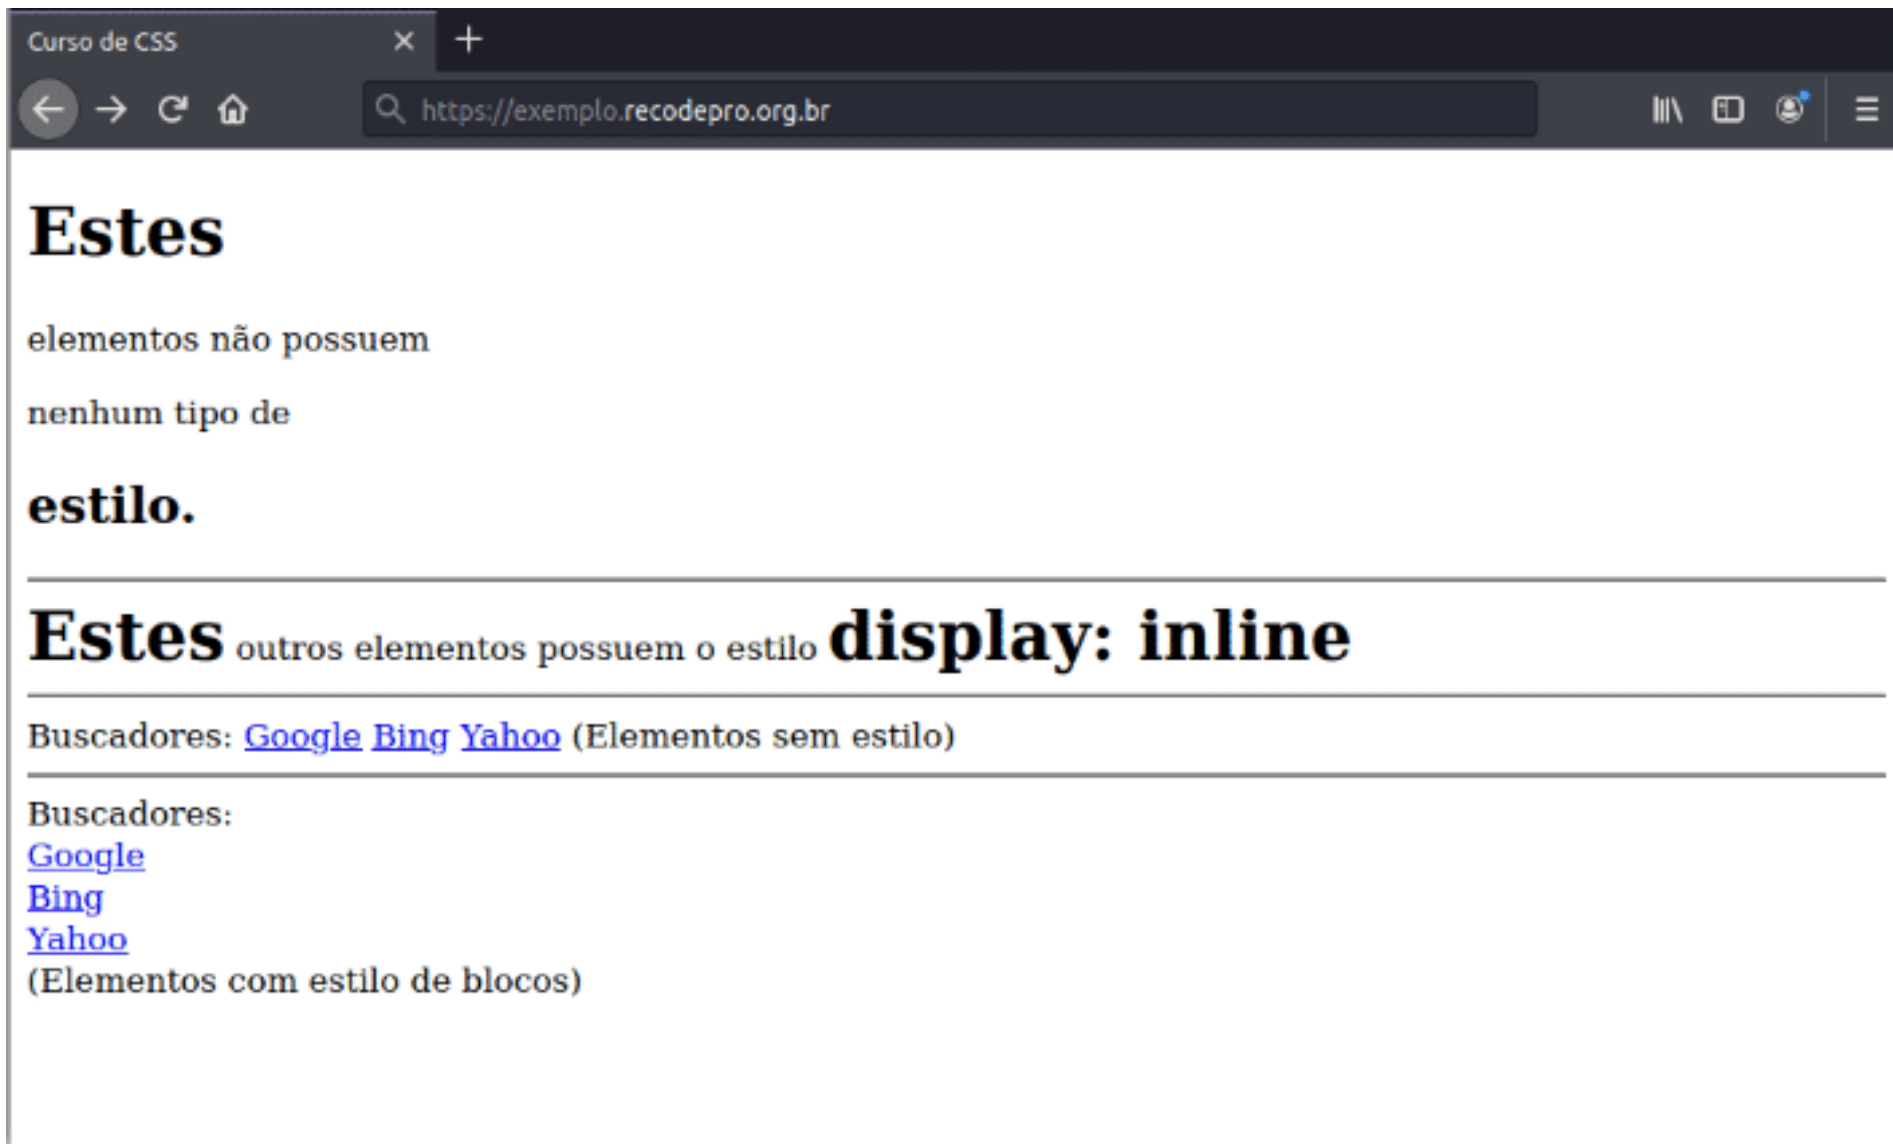 Curso de CSS
https://exemplo.recodepro.org.br
Estes
elementos não possuem
nenhum tipo de
estilo.
Estes outros elementos possuem o estilo display: inline
Buscadores: Google Bing Yahoo (Elementos sem estilo)
Buscadores:
Google
Bing
Yahoo
(Elementos com estilo de blocos)